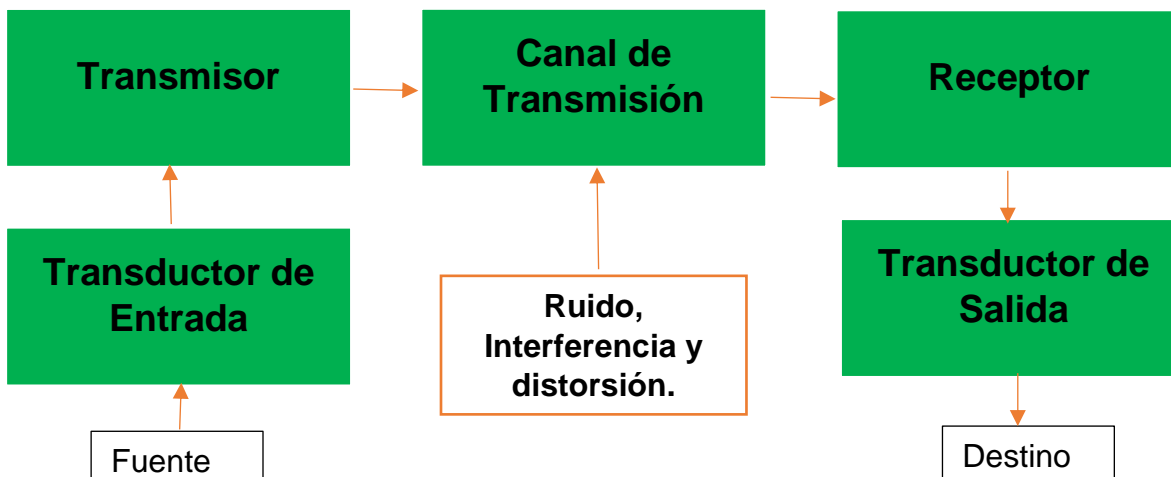 Transmisor
Canal de
Transmisión
Receptor
Transductor de
Entrada
Ruido,
Interferencia y
distorsión.
Transductor de
Salida
Fuente
Destino